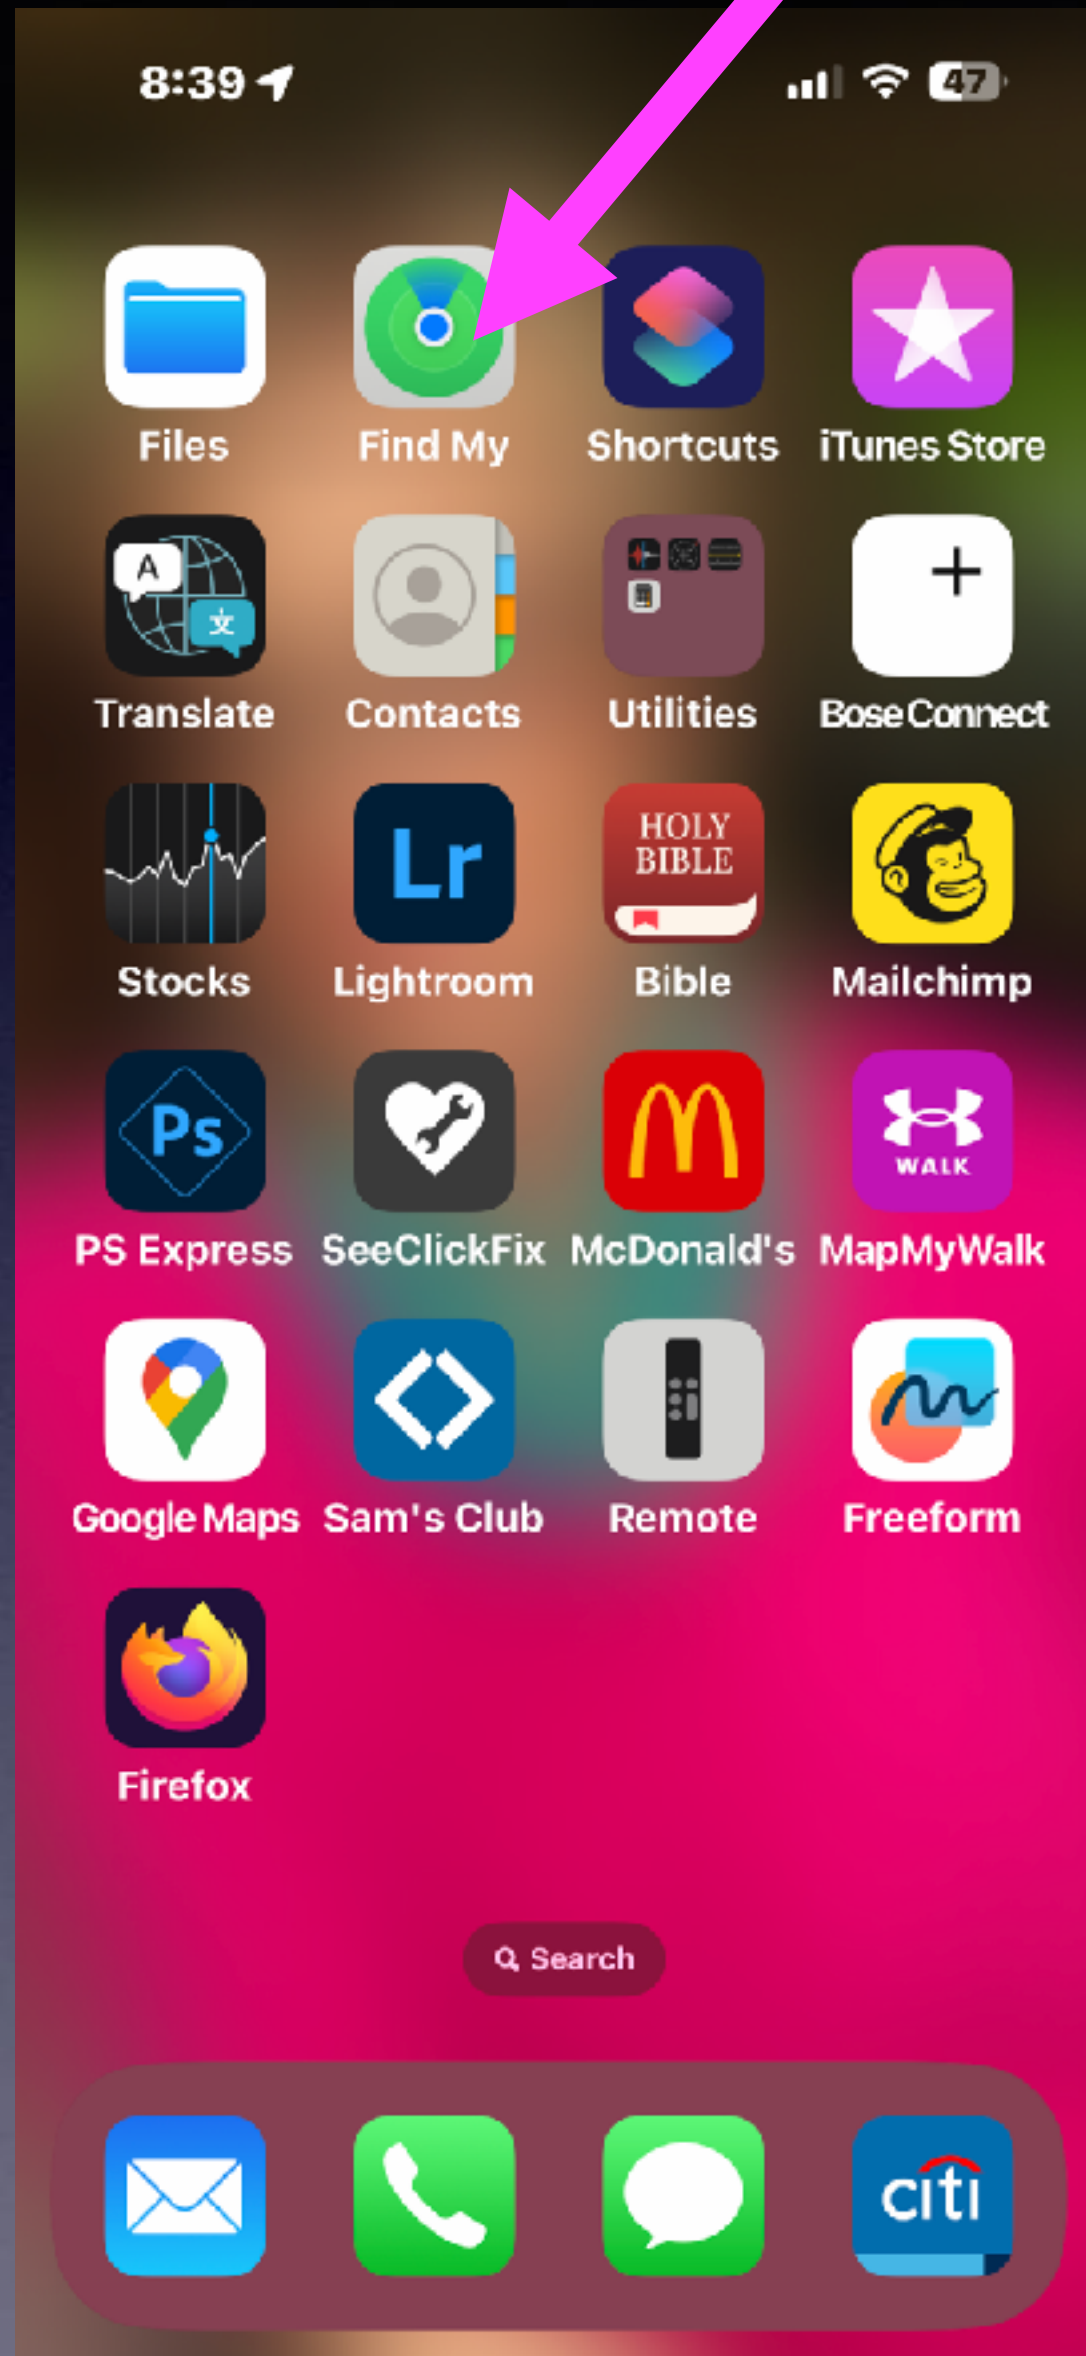 8:39
47
Files
Find My
Shortcuts
iTunes Store
A
文
Translate
Contacts
Utilities
Bose Connect
Stocks
Lr
Lightroom
HOLY
BIBLE
Bible
Mailchimp
Ps
PS Express
SeeClickFix
McDonald's
WALK
MapMyWalk
Google Maps
Sam's Club
Remote
Freeform
Firefox
Search
citi